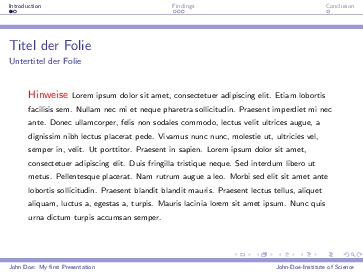 Introduction Findings Conclusion
Titel der Folie
Untertitel der Folie
Hinweise Lorem ipsum dolor sit amet, consectetuer adipiscing elit. Etiam lobortis
facilisis sem. Nullam nec mi et neque pharetra sollicitudin. Praesent imperdiet mi nec
ante. Donec ullamcorper, felis non sodales commodo, lectus velit ultrices augue, a
dignissim nibh lectus placerat pede. Vivamus nunc nunc, molestie ut, ultricies vel,
semper in, velit. Ut porttitor. Praesent in sapien. Lorem ipsum dolor sit amet,
consectetuer adipiscing elit. Duis fringilla tristique neque. Sed interdum libero ut
metus. Pellentesque placerat. Nam rutrum augue a leo. Morbi sed elit sit amet ante
lobortis sollicitudin. Praesent blandit blandit mauris. Praesent lectus tellus, aliquet
aliquam, luctus a, egestas a, turpis. Mauris lacinia lorem sit amet ipsum. Nunc quis
urna dictum turpis accumsan semper.
John Doe: My first Presentation John-Doe-Institute of Science